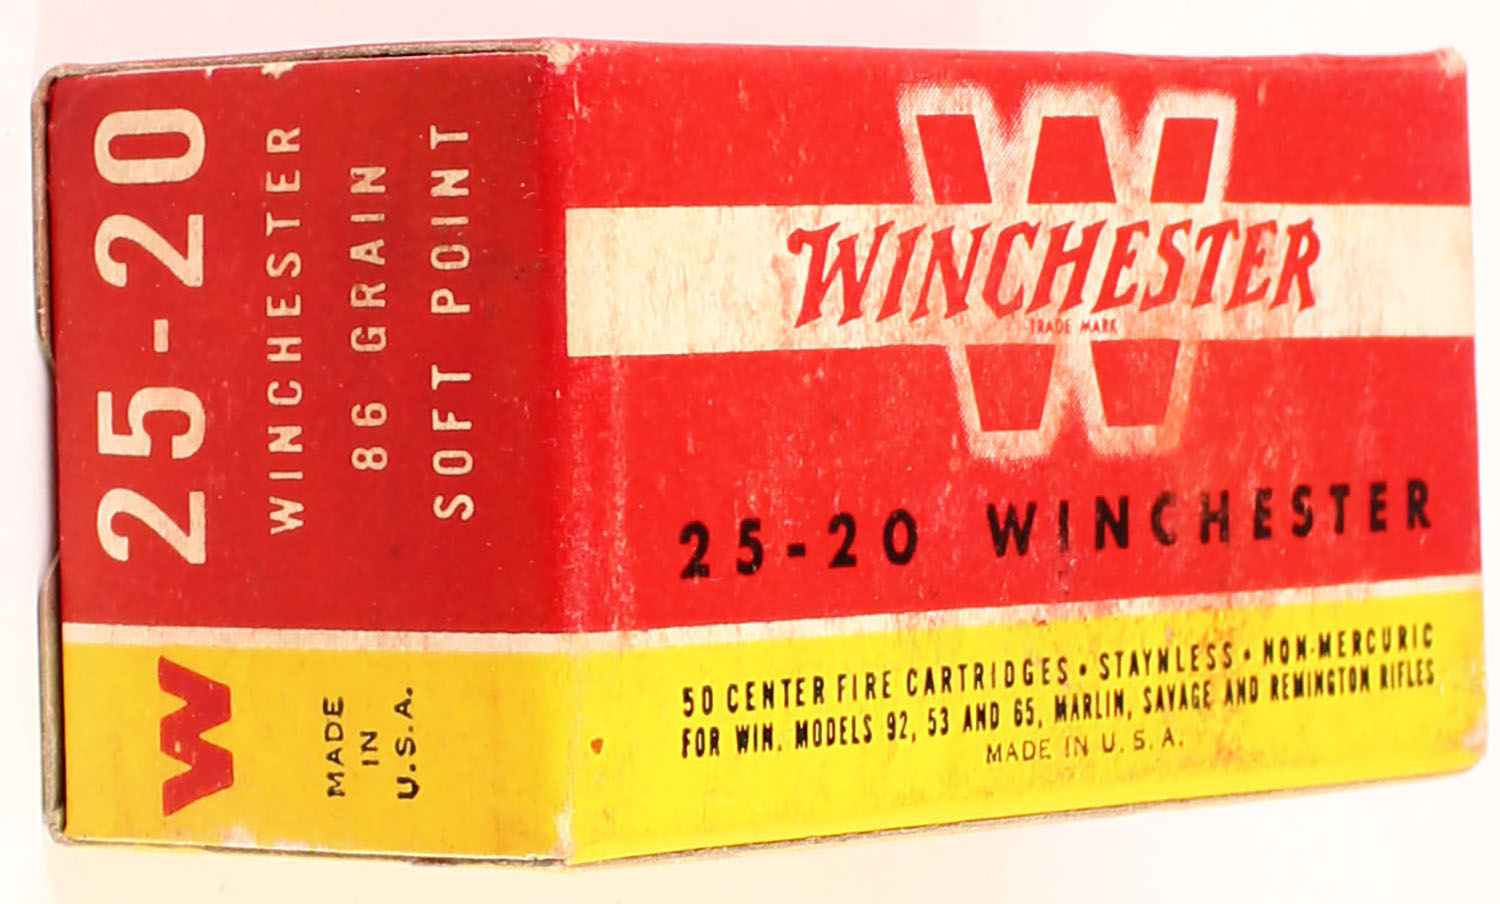 25-20
WINCHESTER
86 GRAIN
SOFT POINT
W
MADE
IN
U.S.A.
W
WINCHESTER
TRADE MARK
25-20 WINCHESTER
50 CENTER FIRE CARTRIDGES • STAYNLESS • NON-MERCURIC
FOR WIN. MODELS 92, 53 AND 65, MARLIN, SAVAGE AND REMINGTON RIFLES
MADE IN U.S.A.